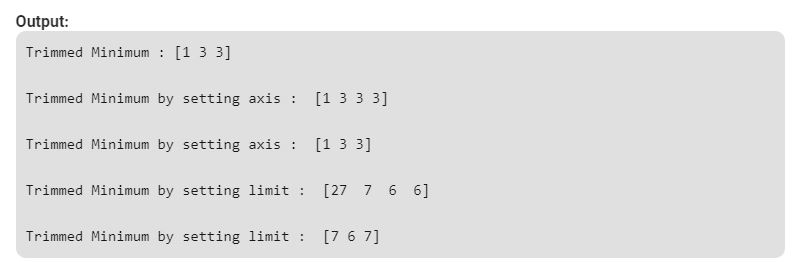 Output:
Trimmed Minimum : [1 3 3]
Trimmed Minimum by setting axis :  [1 3 3 3]
Trimmed Minimum by setting axis :  [1 3 3]
Trimmed Minimum by setting limit :  [27  7  6  6]
Trimmed Minimum by setting limit :  [7 6 7]